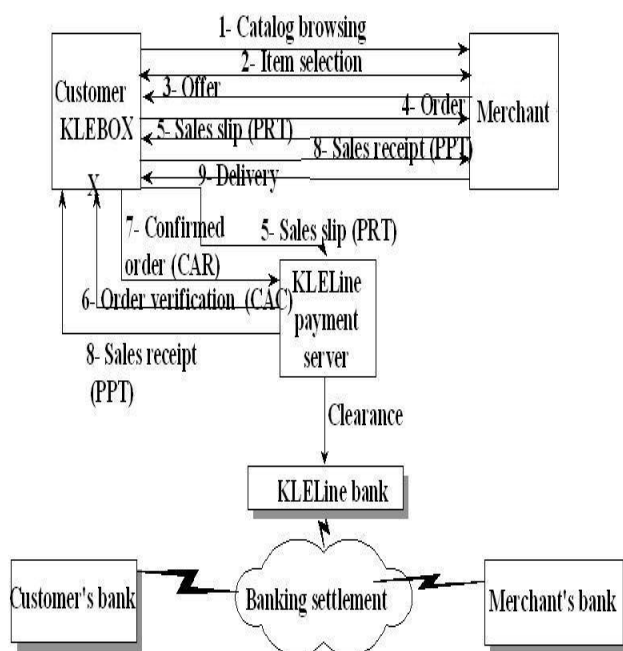 1- Catalog browsing
2- Item selection
3- Offer
4- Order
5- Sales slip (PRT)
8- Sales receipt (PPT)
9- Delivery
Customer
KLEBOX
X
Merchant
7- Confirmed
order (CAR)
5- Sales slip (PRT)
6- Order verification (CAC)
8- Sales receipt
(PPT)
KLELine
payment
server
Clearance
KLELine bank
Customer's bank
Banking settlement
Merchant's bank